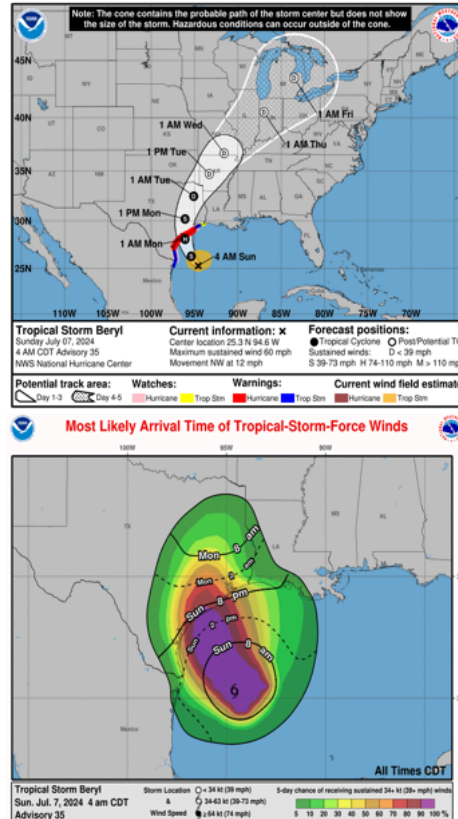 Note: The cone contains the probable path of the storm center but does not show
the size of the storm. Hazardous conditions can occur outside of the cone.
45N
40N
35N
30N
25N
1 AM Fri
1 AM Wed
1 AM Thu
1 PM Tue
1 AM Tue
1 PM Mon
1 AM Mon
4 AM Sun
Mexico
110W 105W 100W 95W 90W 85W 80W 75W 70W
Tropical Storm Beryl
Sunday July 07, 2024
4 AM CDT Advisory 35
NWS National Hurricane Center
Current information: x
Center location 25.3 N 94.6 W
Maximum sustained wind 60 mph
Movement NW at 12 mph
Forecast positions:
Tropical Cyclone Post/Potential T
Sustained winds: D < 39 mph
S 39-73 mph H 74-110 mph M > 110 m
Potential track area:
Day 1-3 Day 4-5
Watches:
Hurricane Trop Stm
Warnings:
Hurricane Trop Stm
Current wind field estimat
Hurricane Trop Stm
Most Likely Arrival Time of Tropical-Storm-Force Winds
100W 95W
TX
LA
MS
AL
Mon 8 am
Mon 2 am
Sun 8 pm
Sun 2 pm
Sun 8 am
Mexico
All Times CDT
Tropical Storm Beryl
Sun. Jul. 7, 2024 4 am CDT
Advisory 35
Storm Location
&
Wind Speed
< 34 kt (39 mph)
34-63 kt (39-73 mph)
≥ 64 kt (74 mph)
5-day chance of receiving sustained 34+ kt (39+ mph) winds
5 10 20 30 40 50 60 70 80 90 100 %